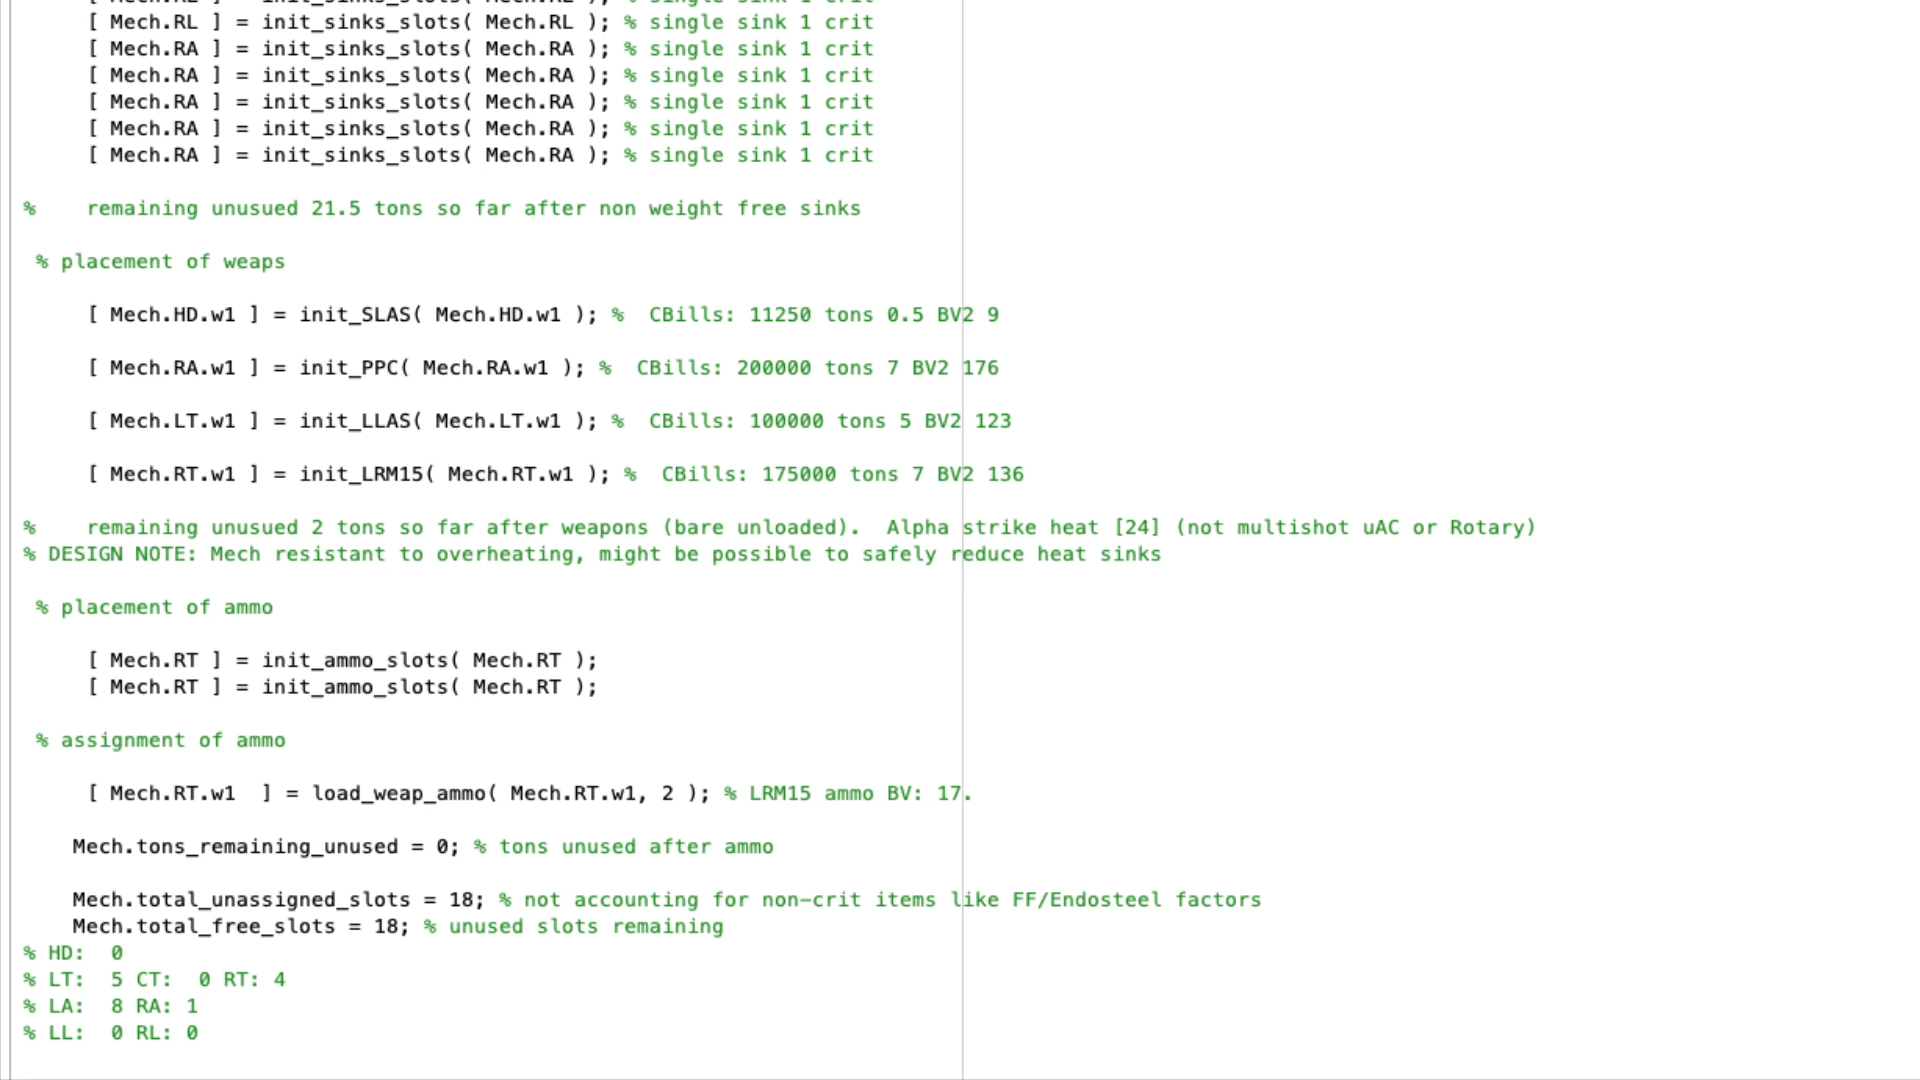 [ Mech.RL ] = init_sinks_slots( Mech.RL ); % single sink 1 crit
[ Mech.RL ] = init_sinks_slots( Mech.RL ); % single sink 1 crit
[ Mech.RA ] = init_sinks_slots( Mech.RA ); % single sink 1 crit
[ Mech.RA ] = init_sinks_slots( Mech.RA ); % single sink 1 crit
[ Mech.RA ] = init_sinks_slots( Mech.RA ); % single sink 1 crit
[ Mech.RA ] = init_sinks_slots( Mech.RA ); % single sink 1 crit
[ Mech.RA ] = init_sinks_slots( Mech.RA ); % single sink 1 crit
% remaining unusued 21.5 tons so far after non weight free sinks
% placement of weaps
[ Mech.HD.w1 ] = init_SLAS( Mech.HD.w1 ); % CBills: 11250 tons 0.5 BV2 9
[ Mech.RA.w1 ] = init_PPC( Mech.RA.w1 ); % CBills: 200000 tons 7 BV2 176
[ Mech.LT.w1 ] = init_LLAS( Mech.LT.w1 ); % CBills: 100000 tons 5 BV2 123
[ Mech.RT.w1 ] = init_LRM15( Mech.RT.w1 ); % CBills: 175000 tons 7 BV2 136
% remaining unusued 2 tons so far after weapons (bare unloaded). Alpha strike heat [24] (not multishot uAC or Rotary)
% DESIGN NOTE: Mech resistant to overheating, might be possible to safely reduce heat sinks
% placement of ammo
[ Mech.RT ] = init_ammo_slots( Mech.RT );
[ Mech.RT ] = init_ammo_slots( Mech.RT );
% assignment of ammo
[ Mech.RT.w1 ] = load_weap_ammo( Mech.RT.w1, 2 ); % LRM15 ammo BV: 17.
Mech.tons_remaining_unused = 0; % tons unused after ammo
Mech.total_unassigned_slots = 18; % not accounting for non-crit items like FF/Endosteel factors
Mech.total_free_slots = 18; % unused slots remaining
% HD: 0
% LT: 5 CT: 0 RT: 4
% LA: 8 RA: 1
% LL: 0 RL: 0